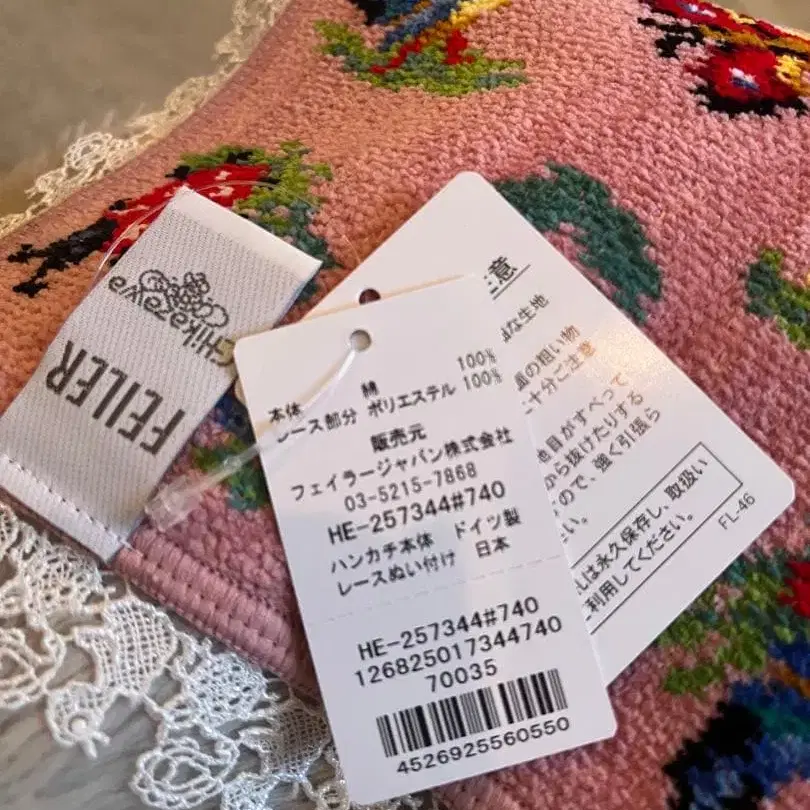 CHikazawa
FEILER
本体 綿 100%
レース部分 ポリエステル 100%
販売元
フェイラージャパン株式会社
03-5215-7868
HE-257344#740
ハンカチ本体 ドイツ製
レースぬい付け 日本
HE-257344#740
126825017344740
70035
4526925560550
意
な生地
の粗い物
十分ご注意
地目がすべって
から抜けたりする
ので、強く引張ら
い。
は永久保存し、取扱い
利用してください。
FL-46